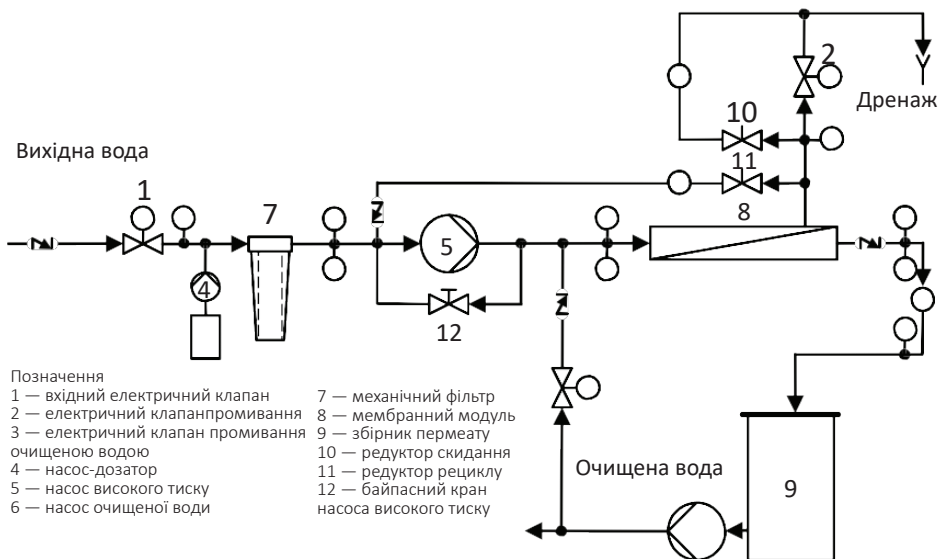 2
Дренаж
10
Вихідна вода
11
1
7
8
5
4
12
Позначення
1 — вхідний електричний клапан
2 — електричний клапанпромивання
3 — електричний клапан промивання
очищеною водою
4 — насос-дозатор
5 — насос високого тиску
6 — насос очищеної води
7 — механічний фільтр
8 — мембранний модуль
9 — збірник пермеату
10 — редуктор скидання
11 — редуктор рециклу
12 — байпасний кран
насоса високого тиску
Очищена вода
9